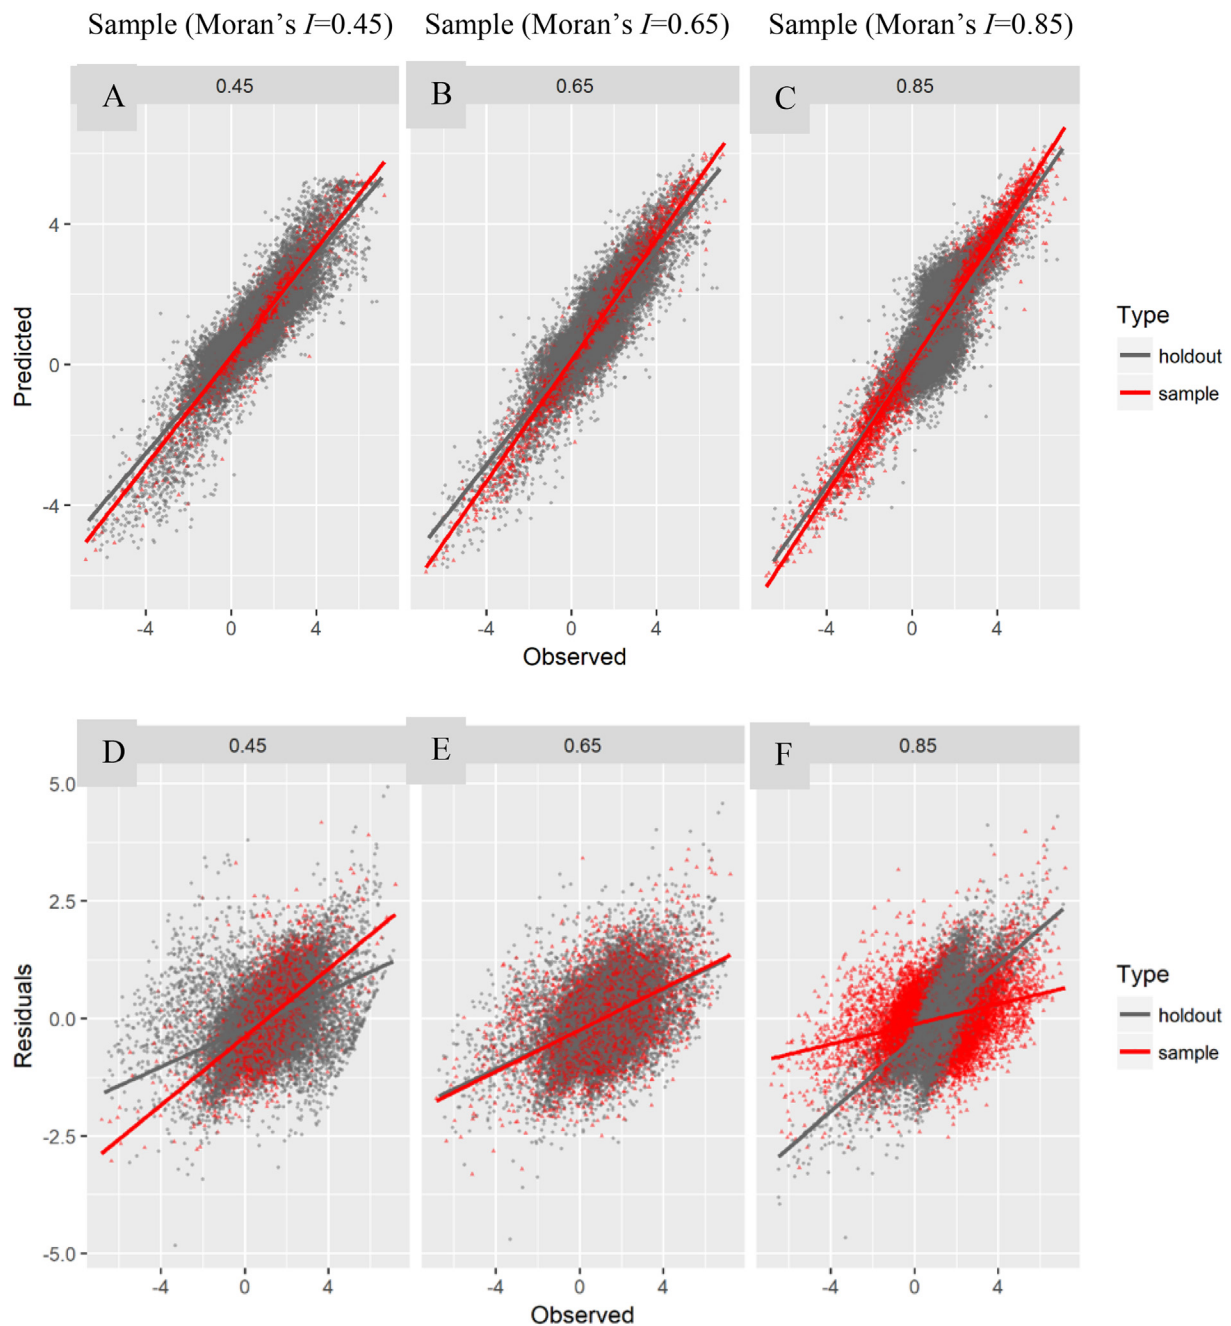 Sample (Moran's I=0.45) Sample (Moran's I=0.65) Sample (Moran's I=0.85)
A 0.45 B 0.65 C 0.85
4
0
-4
Predicted
-4 0 4 -4 0 4 -4 0 4
Observed
Type
holdout
sample
D 0.45 E 0.65 F 0.85
5.0
2.5
0.0
-2.5
-5.0
Residuals
-4 0 4 -4 0 4 -4 0 4
Observed
Type
holdout
sample